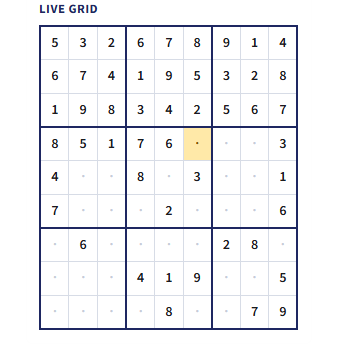 LIVE GRID
5 3 2 6 7 8 9 1 4
6 7 4 1 9 5 3 2 8
1 9 8 3 4 2 5 6 7
8 5 1 7 6 · · · 3
4 · · 8 · 3 · · 1
7 · · · 2 · · · 6
· 6 · · · · 2 8 ·
· · · 4 1 9 · · 5
· · · · 8 · · 7 9